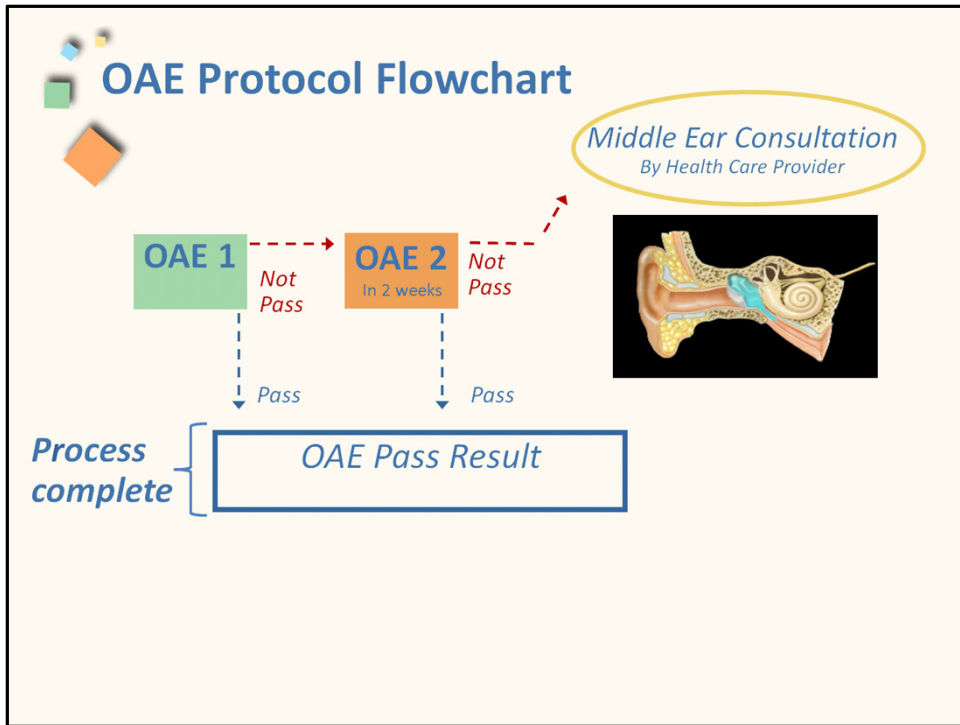 OAE Protocol Flowchart
Middle Ear Consultation
By Health Care Provider
OAE 1
Not
Pass
OAE 2
In 2 weeks
Not
Pass
Pass
Pass
Process
complete
OAE Pass Result